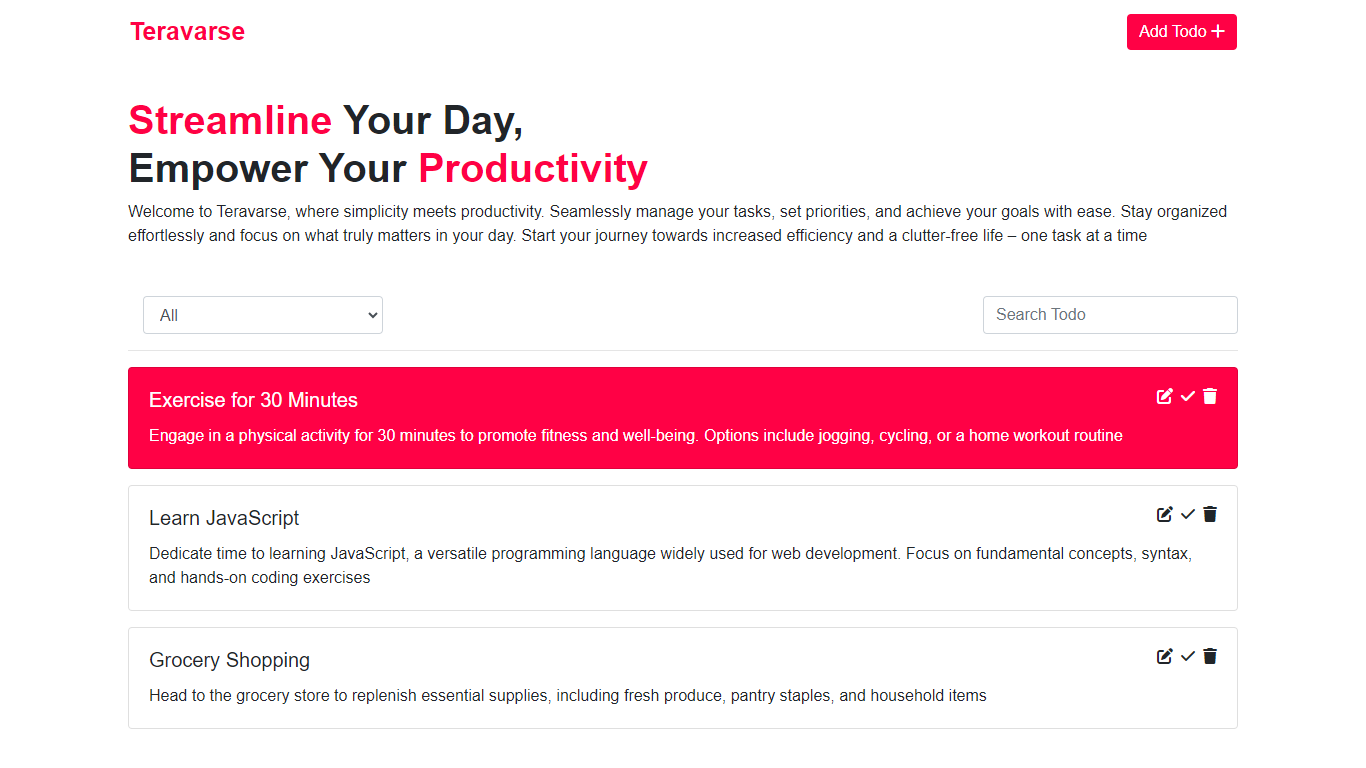 Teravarse
Add Todo
Streamline Your Day,
Empower Your Productivity
Welcome to Teravarse, where simplicity meets productivity. Seamlessly manage your tasks, set priorities, and achieve your goals with ease. Stay organized
effortlessly and focus on what truly matters in your day. Start your journey towards increased efficiency and a clutter-free life – one task at a time
All
Search Todo
Exercise for 30 Minutes
Engage in a physical activity for 30 minutes to promote fitness and well-being. Options include jogging, cycling, or a home workout routine
Learn JavaScript
Dedicate time to learning JavaScript, a versatile programming language widely used for web development. Focus on fundamental concepts, syntax,
and hands-on coding exercises
Grocery Shopping
Head to the grocery store to replenish essential supplies, including fresh produce, pantry staples, and household items